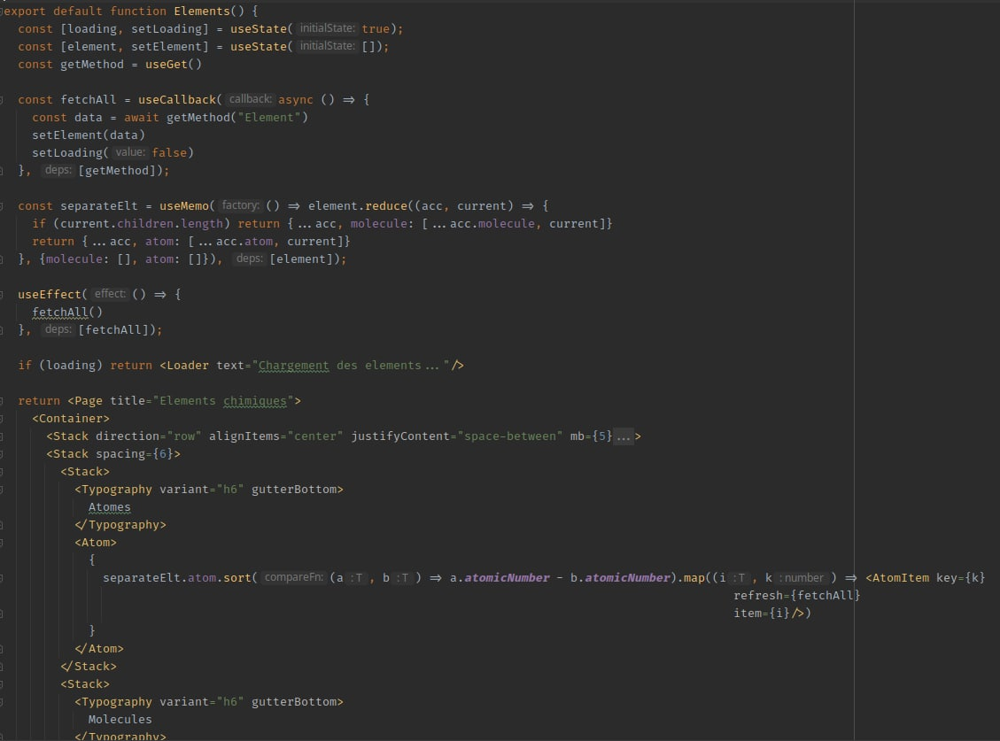 export default function Elements() {
const [loading, setLoading] = useState( initialState: true);
const [element, setElement] = useState( initialState: []);
const getMethod = useGet()
const fetchAll = useCallback( callback: async () => {
const data = await getMethod("Element")
setElement(data)
setLoading( value: false)
}, deps: [getMethod]);
const separateElt = useMemo( factory: () => element.reduce((acc, current) => {
if (current.children.length) return {...acc, molecule: [...acc.molecule, current]}
return {...acc, atom: [...acc.atom, current]}
}, {molecule: [], atom: []}), deps: [element]);
useEffect( effect: () => {
fetchAll()
}, deps: [fetchAll]);
if (loading) return <Loader text="Chargement des elements..."/>
return <Page title="Elements chimiques">
<Container>
<Stack direction="row" alignItems="center" justifyContent="space-between" mb={5}...>
<Stack spacing={6}>
<Stack>
<Typography variant="h6" gutterBottom>
Atomes
</Typography>
<Atom>
{
separateElt.atom.sort( compareFn: (a : T , b : T ) => a.atomicNumber - b.atomicNumber).map((i : T , k : number ) => <AtomItem key={k}
refresh={fetchAll}
item={i}/>)
}
</Atom>
</Stack>
<Stack>
<Typography variant="h6" gutterBottom>
Molecules
</Typography>